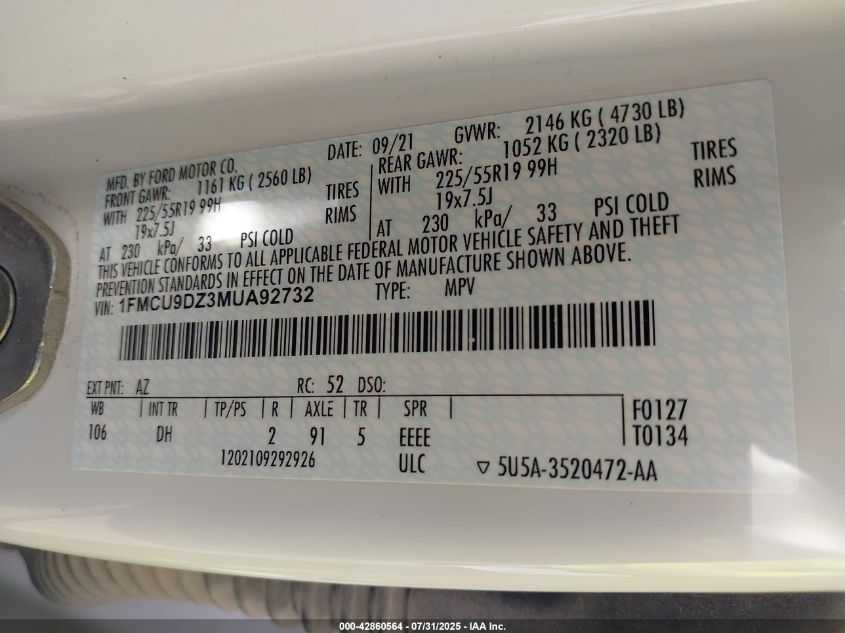 MFD. BY FORD MOTOR CO.
DATE: 09/21 GVWR: 2146 KG ( 4730 LB)
FRONT GAWR: 1161 KG ( 2560 LB)
REAR GAWR: 1052 KG ( 2320 LB)
WITH 225/55R19 99H TIRES
WITH 225/55R19 99H TIRES
19x7.5J RIMS
19x7.5J RIMS
AT 230 kPa/ 33 PSI COLD
AT 230 kPa/ 33 PSI COLD
THIS VEHICLE CONFORMS TO ALL APPLICABLE FEDERAL MOTOR VEHICLE SAFETY AND THEFT
PREVENTION STANDARDS IN EFFECT ON THE DATE OF MANUFACTURE SHOWN ABOVE.
VIN: 1FMCU9DZ3MUA92732 TYPE: MPV
EXT PNT: AZ RC: 52 DSO:
WB INT TR TP/PS R AXLE TR SPR F0127
106 DH 2 91 5 EEEE T0134
1202109292926 ULC ▽ 5U5A-3520472-AA
000-42860564 - 07/31/2025 - IAA Inc.